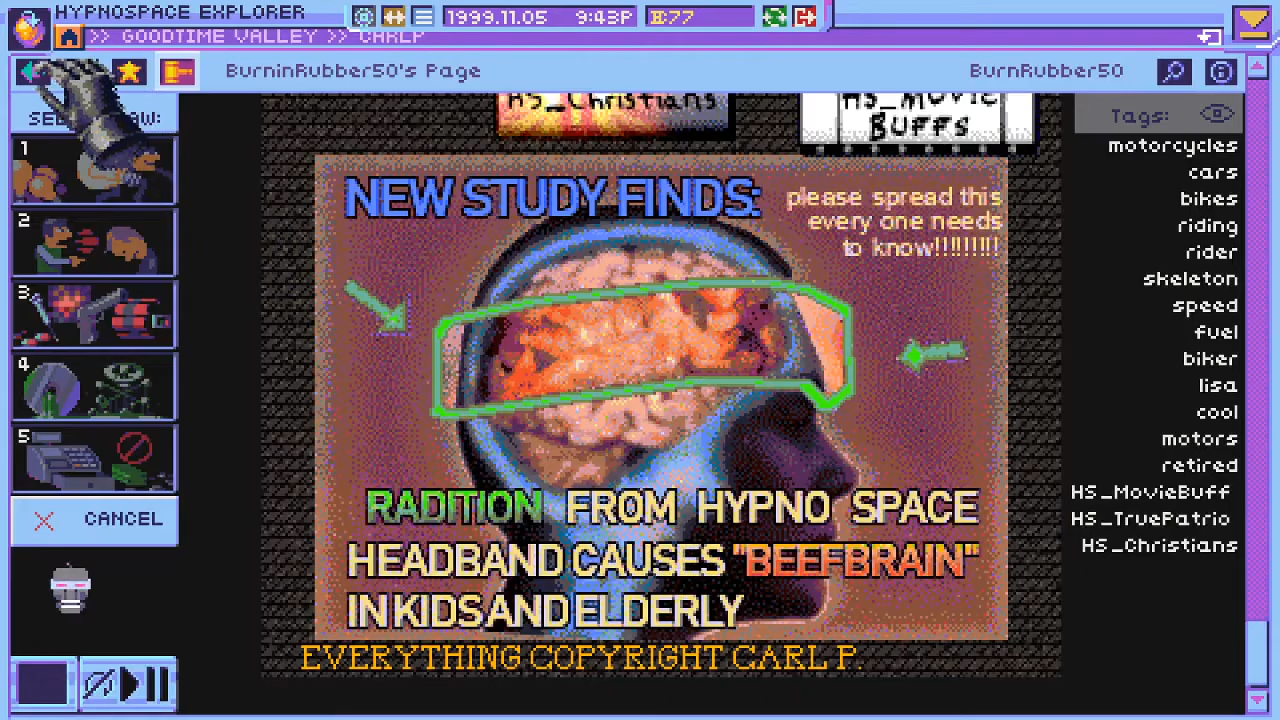 HYPNOSPACE EXPLORER
1999.11.05 9:43P
77
>> GOODTIME VALLEY >> CARLP
BurninRubber50's Page
BurnRubber50
HS_Christians
HS_MOVIE
BUFFS
1
2
3
4
5
CANCEL
NEW STUDY FINDS:
please spread this
every one needs
to know!!!!!!!!!
RADITION FROM HYPNO SPACE
HEADBAND CAUSES "BEEFBRAIN"
IN KIDS AND ELDERLY
EVERYTHING COPYRIGHT CARL P.
Tags:
motorcycles
cars
bikes
riding
rider
skeleton
speed
fuel
biker
lisa
cool
motors
retired
HS_MovieBuff
HS_TruePatrio
HS_Christians